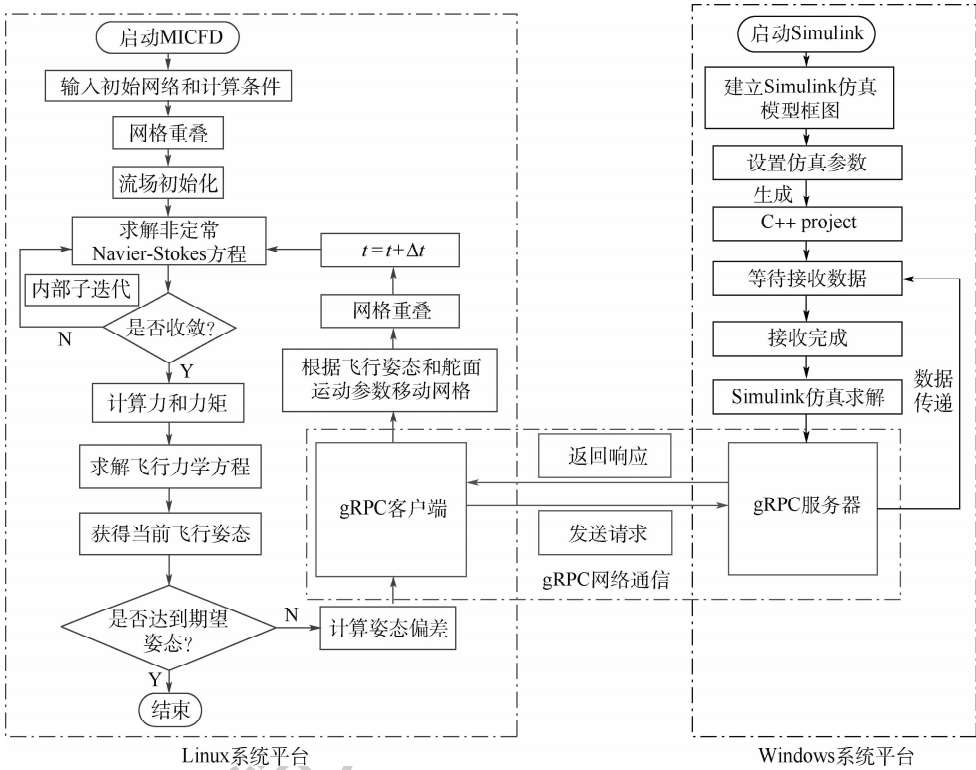 启动MICFD
输入初始网络和计算条件
网格重叠
流场初始化
求解非定常
Navier-Stokes方程
内部子迭代
是否收敛?
N
Y
计算力和力矩
求解飞行力学方程
获得当前飞行姿态
是否达到期望
姿态?
N
Y
结束
计算姿态偏差
gRPC客户端
根据飞行姿态和舵面
运动参数移动网格
网格重叠
t=t+Δt
Linux系统平台
返回响应
发送请求
gRPC网络通信
启动Simulink
建立Simulink仿真
模型框图
设置仿真参数
生成
C++ project
等待接收数据
接收完成
Simulink仿真求解
gRPC服务器
数据
传递
Windows系统平台